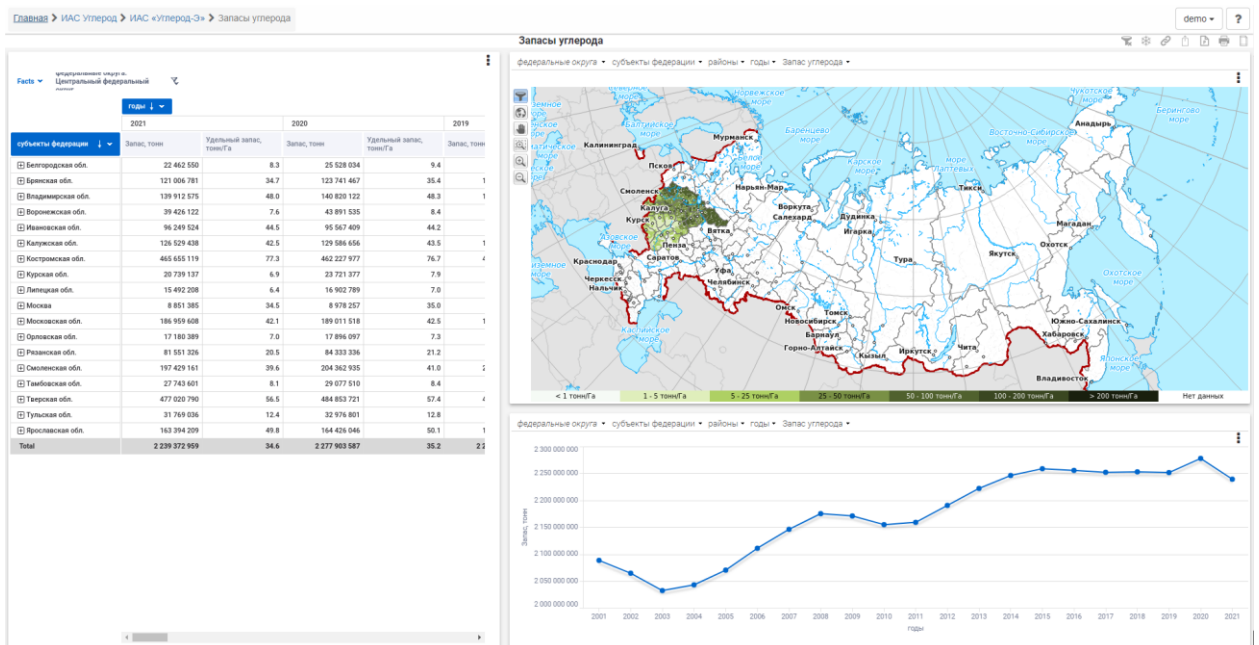 Главная > ИАС Углерод > ИАС «Углерод-Э» > Запасы углерода
demo
?
Запасы углерода
Facts
федеральные округа:
Центральный федеральный
годы ↓
2021 2020 2019
субъекты федерации ↓ Запас, тонн Удельный запас, тонн/Га Запас, тонн Удельный запас, тонн/Га Запас, тонн
Белгородская обл. 22 462 550 8.3 25 528 034 9.4
Брянская обл. 121 006 781 34.7 123 741 467 35.4 1
Владимирская обл. 139 912 575 48.0 140 820 122 48.3 1
Воронежская обл. 39 426 122 7.6 43 891 535 8.4
Ивановская обл. 96 249 524 44.5 95 567 409 44.2
Калужская обл. 126 529 438 42.5 129 586 656 43.5 1
Костромская обл. 465 655 119 77.3 462 227 977 76.7 4
Курская обл. 20 739 137 6.9 23 721 377 7.9
Липецкая обл. 15 492 208 6.4 16 902 789 7.0
Москва 8 851 385 34.5 8 978 257 35.0
Московская обл. 186 959 608 42.1 189 011 518 42.5 1
Орловская обл. 17 180 389 7.0 17 896 097 7.3
Рязанская обл. 81 551 326 20.5 84 333 336 21.2
Смоленская обл. 197 429 161 39.6 204 362 935 41.0 2
Тамбовская обл. 27 743 601 8.1 29 077 510 8.4
Тверская обл. 477 020 790 56.5 484 853 721 57.4 4
Тульская обл. 31 769 036 12.4 32 976 801 12.8
Ярославская обл. 163 394 209 49.8 164 426 046 50.1 1
Total 2 239 372 959 34.6 2 277 903 587 35.2 2 2
федеральные округа • субъекты федерации • районы • годы • Запас углерода
Норвежское море
Чукотское море
Берингово море
Анадырь
Балтийское море
Баренцево море
Восточно-Сибирское море
Мурманск
Калининград
Белое море
Карское море
море Лаптевых
Псков
Смоленск
Нарьян-Мар
Тикси
Калуга
Воркута
Салехард
Дудинка
Курск
Вятка
Игарка
Магадан
Азовское море
Пенза
Охотск
Саратов
Тура
Якутск
Краснодар
Уфа
Черкесск
Челябинск
Охотское море
Нальчик
Омск
Томск
Новосибирск
Южно-Сахалинск
Каспийское море
Барнаул
Хабаровск
Горно-Алтайск
Кызыл
Иркутск
Чита
Японское море
Владивосток
< 1 тонн/Га 1 - 5 тонн/Га 5 - 25 тонн/Га 25 - 50 тонн/Га 50 - 100 тонн/Га 100 - 200 тонн/Га > 200 тонн/Га Нет данных
федеральные округа • субъекты федерации • районы • годы • Запас углерода
2 300 000 000
2 250 000 000
2 200 000 000
2 150 000 000
2 100 000 000
2 050 000 000
2 000 000 000
Запас, тонн
2001 2002 2003 2004 2005 2006 2007 2008 2009 2010 2011 2012 2013 2014 2015 2016 2017 2018 2019 2020 2021
годы